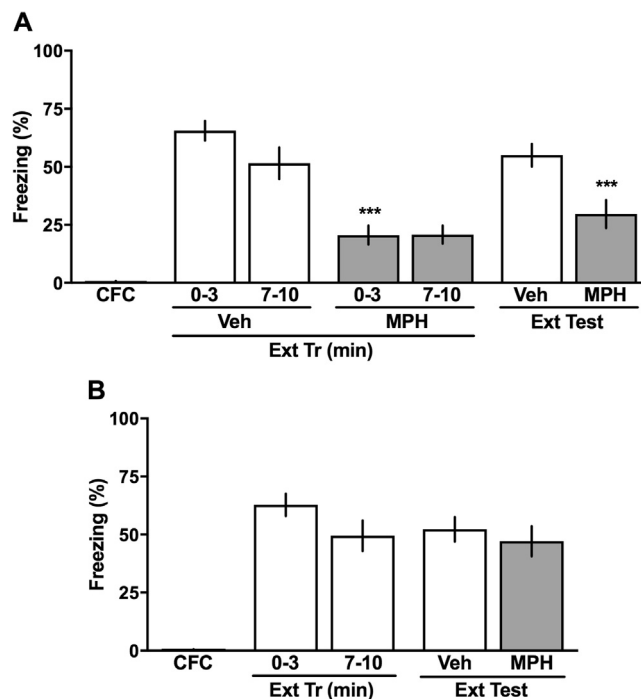 A
100
75
50
25
0
Freezing (%)
*** ***
CFC 0-3 7-10 0-3 7-10 Veh MPH
Veh MPH Ext Test
Ext Tr (min)
B
100
75
50
25
0
Freezing (%)
CFC 0-3 7-10 Veh MPH
Ext Tr (min) Ext Test